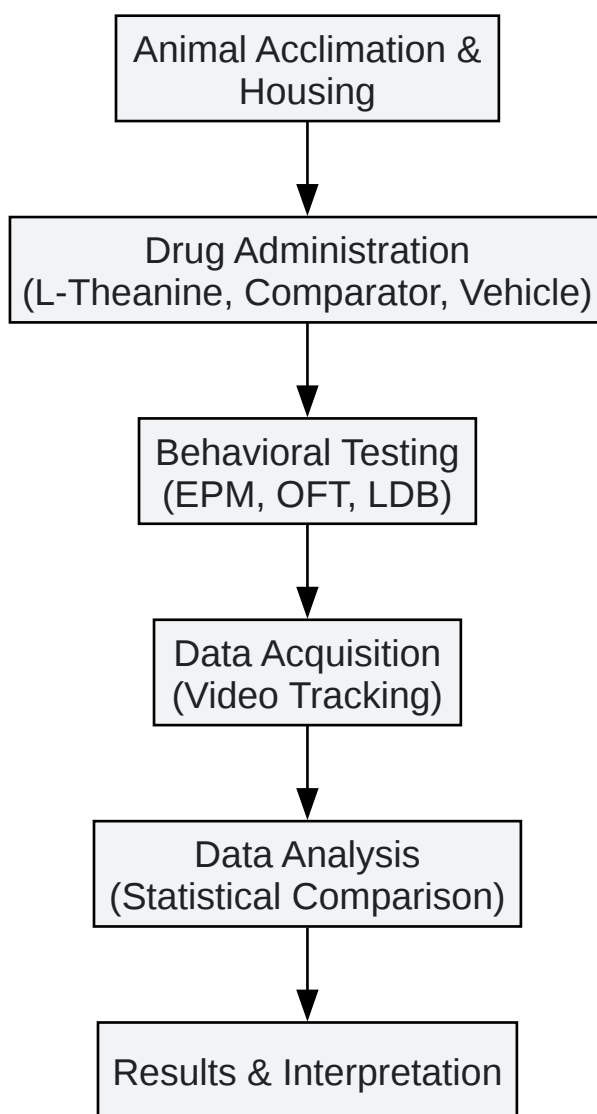 Animal Acclimation &
Housing
Drug Administration
(L-Theanine, Comparator, Vehicle)
Behavioral Testing
(EPM, OFT, LDB)
Data Acquisition
(Video Tracking)
Data Analysis
(Statistical Comparison)
Results & Interpretation